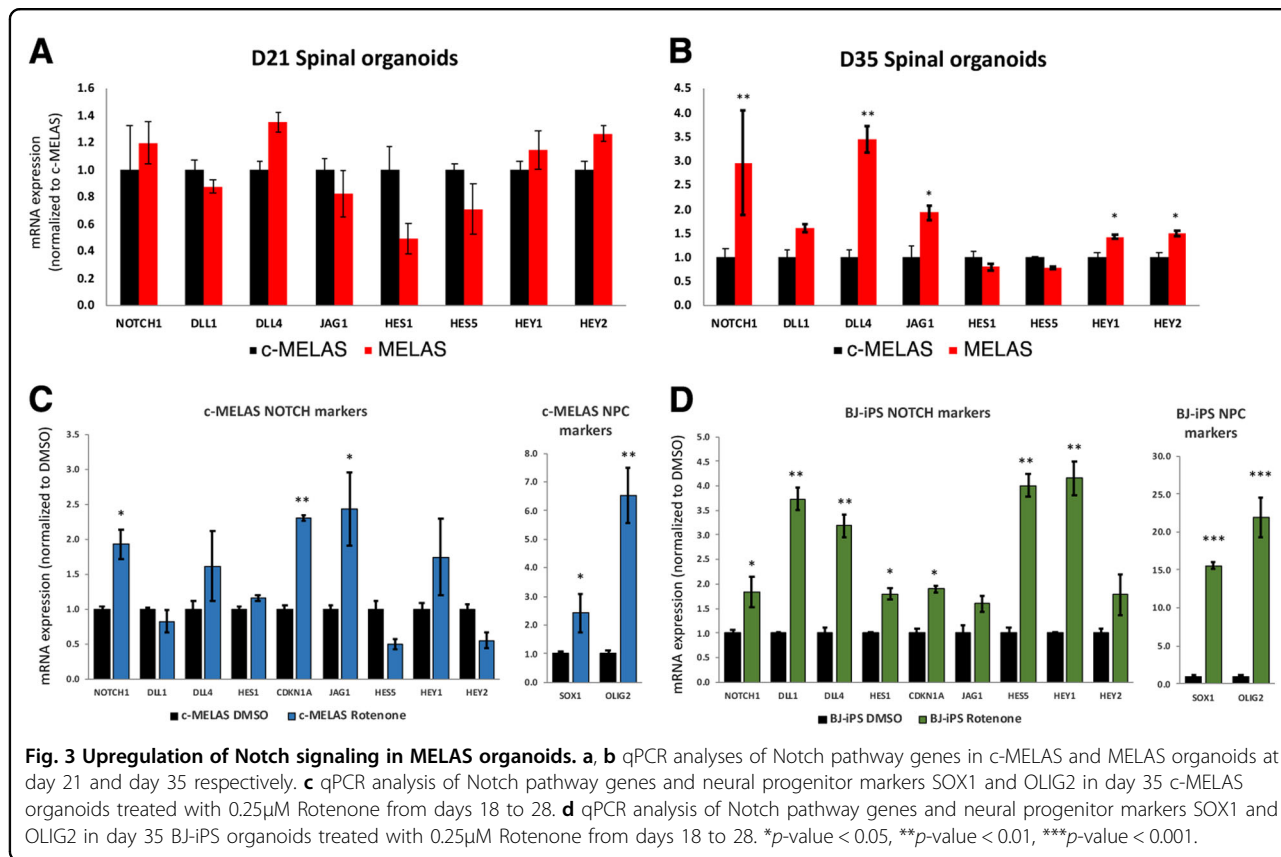 A
D21 Spinal organoids
mRNA expression
(normalized to c-MELAS)
1.6
1.4
1.2
1.0
0.8
0.6
0.4
0.2
0.0
NOTCH1 DLL1 DLL4 JAG1 HES1 HES5 HEY1 HEY2
c-MELAS MELAS
B
D35 Spinal organoids
4.5
4.0
3.5
3.0
2.5
2.0
1.5
1.0
0.5
0.0
** ** * * *
NOTCH1 DLL1 DLL4 JAG1 HES1 HES5 HEY1 HEY2
c-MELAS MELAS
C
c-MELAS NOTCH markers
mRNA expression (normalized to DMSO)
3.5
3.0
2.5
2.0
1.5
1.0
0.5
0.0
* ** *
NOTCH1 DLL1 DLL4 HES1 CDKN1A JAG1 HES5 HEY1 HEY2
c-MELAS DMSO c-MELAS Rotenone
c-MELAS NPC
markers
8.0
7.0
6.0
5.0
4.0
3.0
2.0
1.0
0.0
* **
SOX1 OLIG2
D
BJ-iPS NOTCH markers
mRNA expression (normalized to DMSO)
5.0
4.5
4.0
3.5
3.0
2.5
2.0
1.5
1.0
0.5
0.0
* ** ** * * ** **
NOTCH1 DLL1 DLL4 HES1 CDKN1A JAG1 HES5 HEY1 HEY2
BJ-iPS DMSO BJ-iPS Rotenone
BJ-iPS NPC
markers
30.0
25.0
20.0
15.0
10.0
5.0
0.0
*** ***
SOX1 OLIG2
Fig. 3 Upregulation of Notch signaling in MELAS organoids. a, b qPCR analyses of Notch pathway genes in c-MELAS and MELAS organoids at
day 21 and day 35 respectively. c qPCR analysis of Notch pathway genes and neural progenitor markers SOX1 and OLIG2 in day 35 c-MELAS
organoids treated with 0.25μM Rotenone from days 18 to 28. d qPCR analysis of Notch pathway genes and neural progenitor markers SOX1 and
OLIG2 in day 35 BJ-iPS organoids treated with 0.25μM Rotenone from days 18 to 28. *p-value < 0.05, **p-value < 0.01, ***p-value < 0.001.